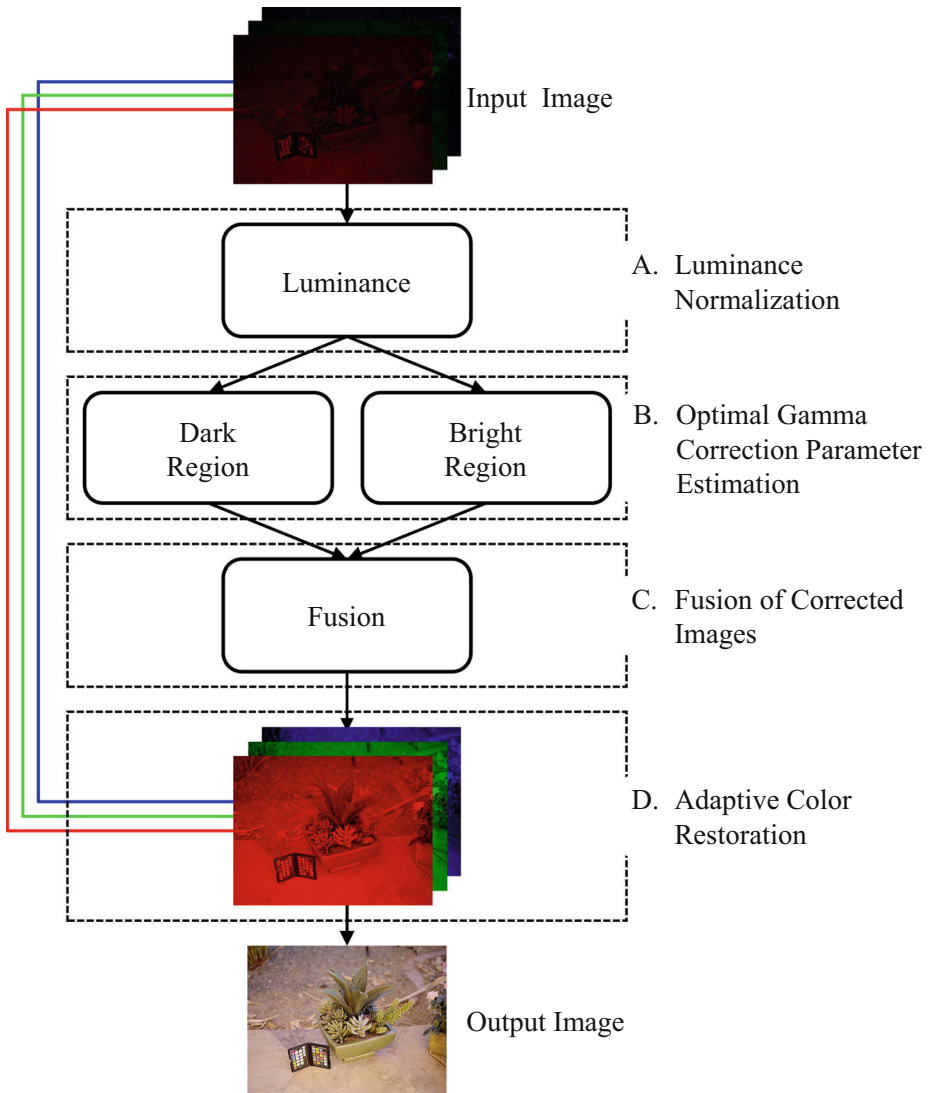 Input Image
Luminance
A. Luminance
Normalization
Dark
Region
Bright
Region
B. Optimal Gamma
Correction Parameter
Estimation
Fusion
C. Fusion of Corrected
Images
D. Adaptive Color
Restoration
Output Image